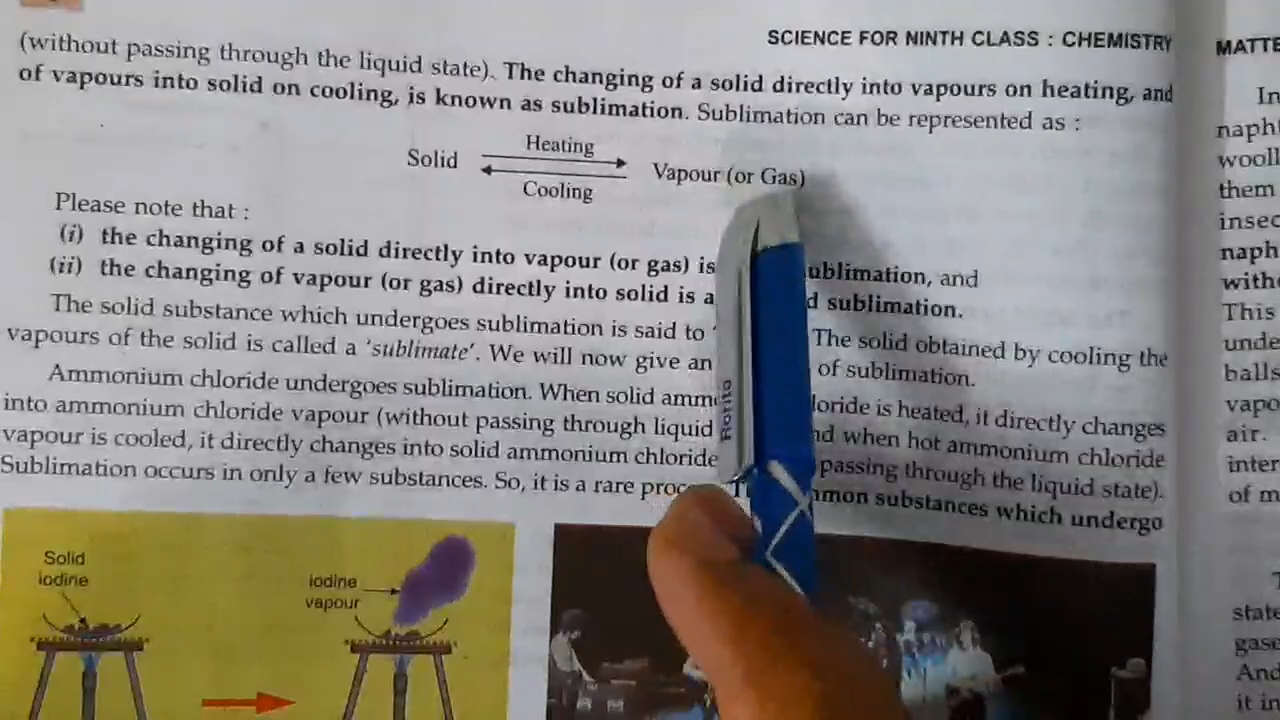 SCIENCE FOR NINTH CLASS : CHEMISTRY
(without passing through the liquid state). The changing of a solid directly into vapours on heating, and
of vapours into solid on cooling, is known as sublimation. Sublimation can be represented as :
Heating
Solid Vapour (or Gas)
Cooling
Please note that :
(i) the changing of a solid directly into vapour (or gas) is ublimation, and
(ii) the changing of vapour (or gas) directly into solid is a d sublimation.
The solid substance which undergoes sublimation is said to ‘ The solid obtained by cooling the
vapours of the solid is called a ‘sublimate’. We will now give an of sublimation.
Ammonium chloride undergoes sublimation. When solid amm loride is heated, it directly changes
into ammonium chloride vapour (without passing through liquid nd when hot ammonium chloride
vapour is cooled, it directly changes into solid ammonium chloride passing through the liquid state).
Sublimation occurs in only a few substances. So, it is a rare proc mmon substances which undergo
Solid
iodine
Iodine
vapour
MATTE
In
naph
wooll
them
insec
naph
with
This
unde
balls
vapo
air.
inter
of m
state
gase
And
it in